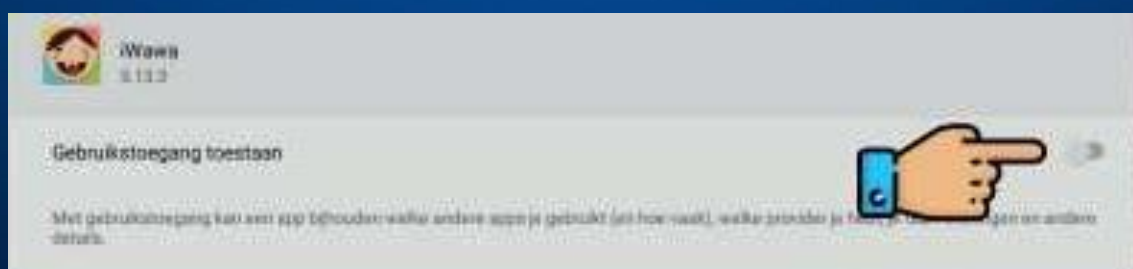 iWawa
Gebruikstoegang toestaan
Met gebruikstoegang kan een app bijhouden welke andere apps je gebruikt (en hoe vaak), welke provider je en andere
details.